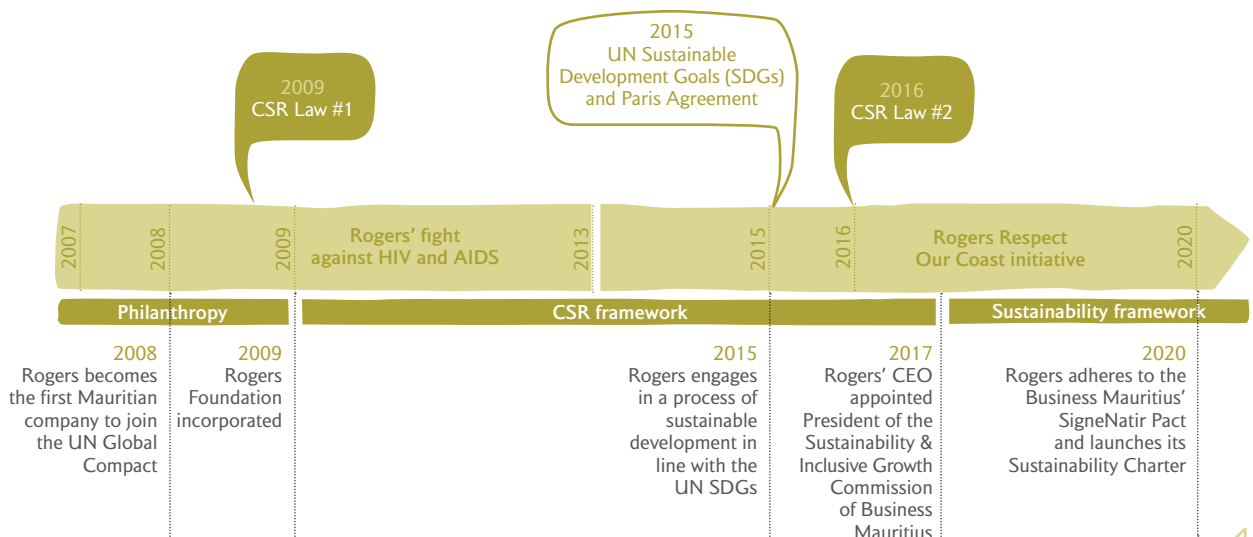 2009
CSR Law #1
2015
UN Sustainable
Development Goals (SDGs)
and Paris Agreement
2016
CSR Law #2
2007
2008
2009
Rogers' fight
against HIV and AIDS
2013
2015
2016
Rogers Respect
Our Coast initiative
2020
Philanthropy
CSR framework
Sustainability framework
2008
Rogers becomes
the first Mauritian
company to join
the UN Global
Compact
2009
Rogers
Foundation
incorporated
2015
Rogers engages
in a process of
sustainable
development in
line with the
UN SDGs
2017
Rogers' CEO
appointed
President of the
Sustainability &
Inclusive Growth
Commission
of Business
Mauritius
2020
Rogers adheres to the
Business Mauritius'
SigneNatir Pact
and launches its
Sustainability Charter